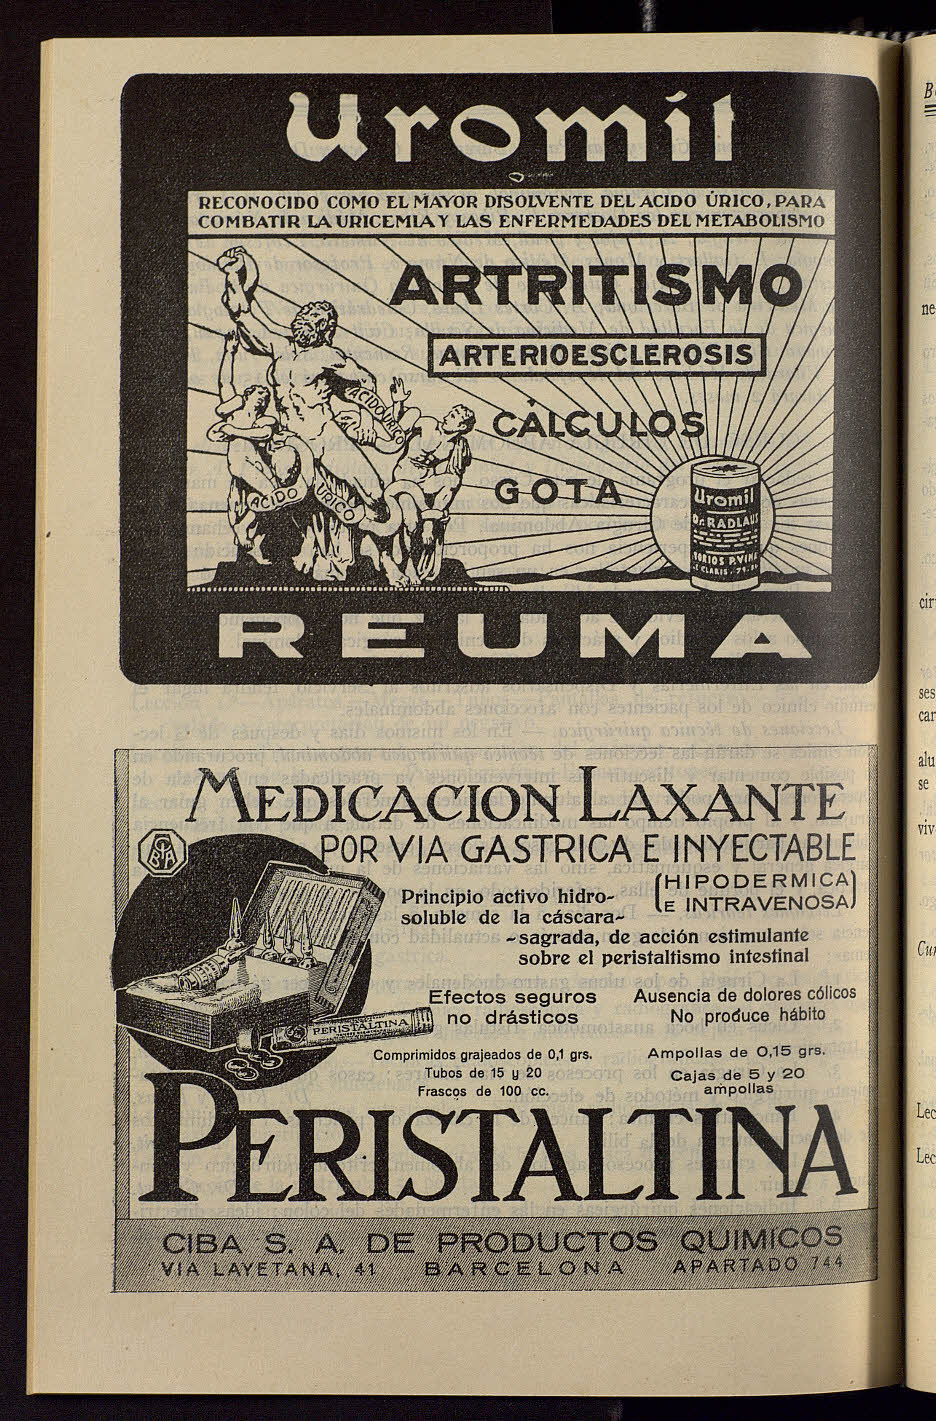 Uromil
RECONOCIDO COMO EL MAYOR DISOLVENTE DEL ACIDO ÚRICO, PARA
COMBATIR LA URICEMIA Y LAS ENFERMEDADES DEL METABOLISMO
ARTRITISMO
ARTERIOESCLEROSIS
ACIDO URICO
CÁLCULOS
GOTA
ACIDO URICO
Uromil
Dr. RADLAUER
REUMA
MEDICACION LAXANTE
POR VIA GASTRICA E INYECTABLE
(HIPODERMICA
E INTRAVENOSA)
CIBA
Principio activo hidro-
soluble de la cáscara-
-sagrada, de acción estimulante
sobre el peristaltismo intestinal
Efectos seguros
no drásticos
Ausencia de dolores cólicos
No produce hábito
PERISTALTINA
Comprimidos grajeados de 0,1 grs.
Tubos de 15 y 20
Frascos de 100 cc.
Ampollas de 0,15 grs.
Cajas de 5 y 20
ampollas
PERISTALTINA
CIBA S. A. DE PRODUCTOS QUIMICOS
VIA LAYETANA, 41 BARCELONA APARTADO 744